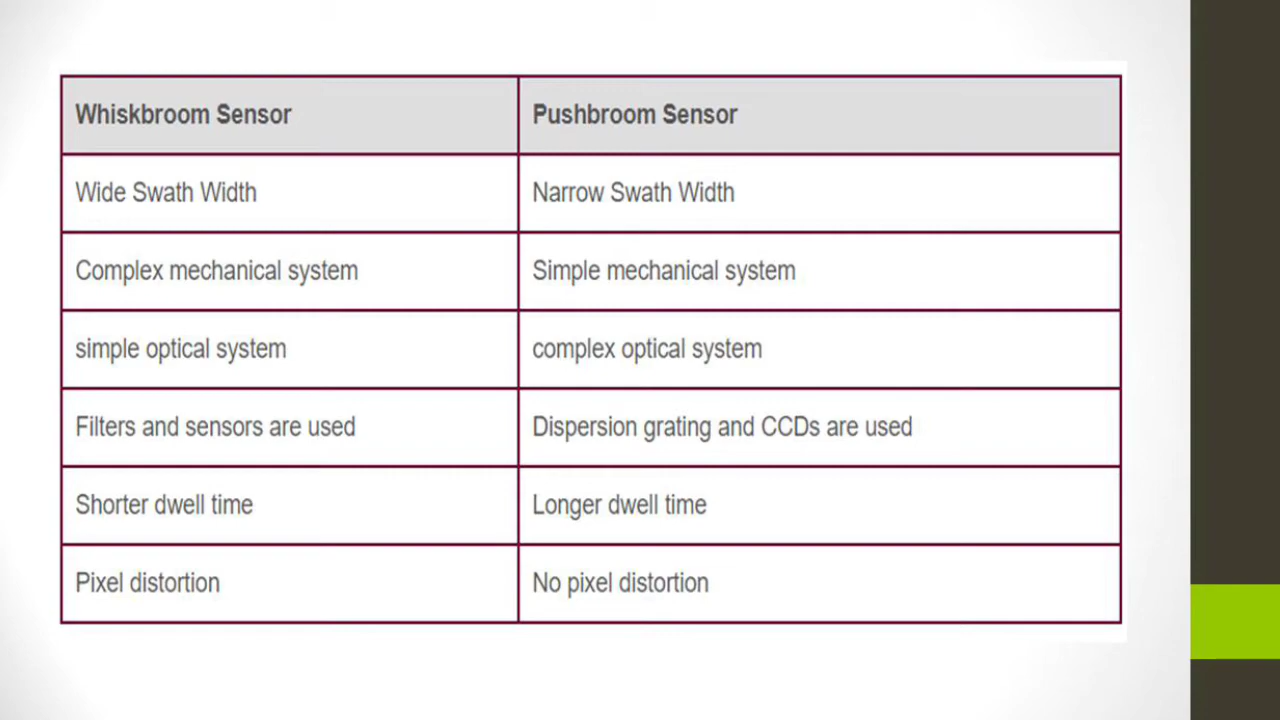 Whiskbroom Sensor Pushbroom Sensor
Wide Swath Width Narrow Swath Width
Complex mechanical system Simple mechanical system
simple optical system complex optical system
Filters and sensors are used Dispersion grating and CCDs are used
Shorter dwell time Longer dwell time
Pixel distortion No pixel distortion